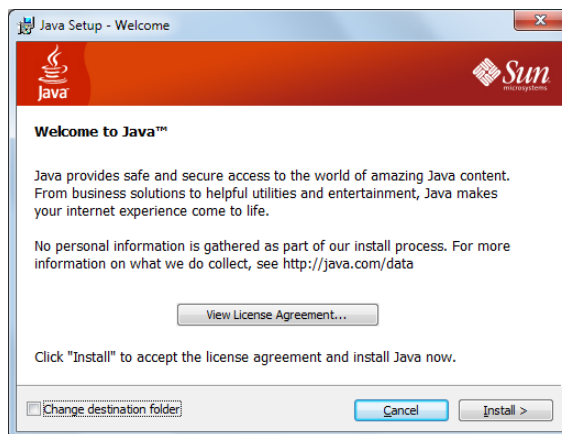 Java Setup - Welcome
Java
Sun
microsystems
Welcome to Java™
Java provides safe and secure access to the world of amazing Java content.
From business solutions to helpful utilities and entertainment, Java makes
your internet experience come to life.
No personal information is gathered as part of our install process. For more
information on what we do collect, see http://java.com/data
View License Agreement...
Click "Install" to accept the license agreement and install Java now.
Change destination folder
Cancel
Install >